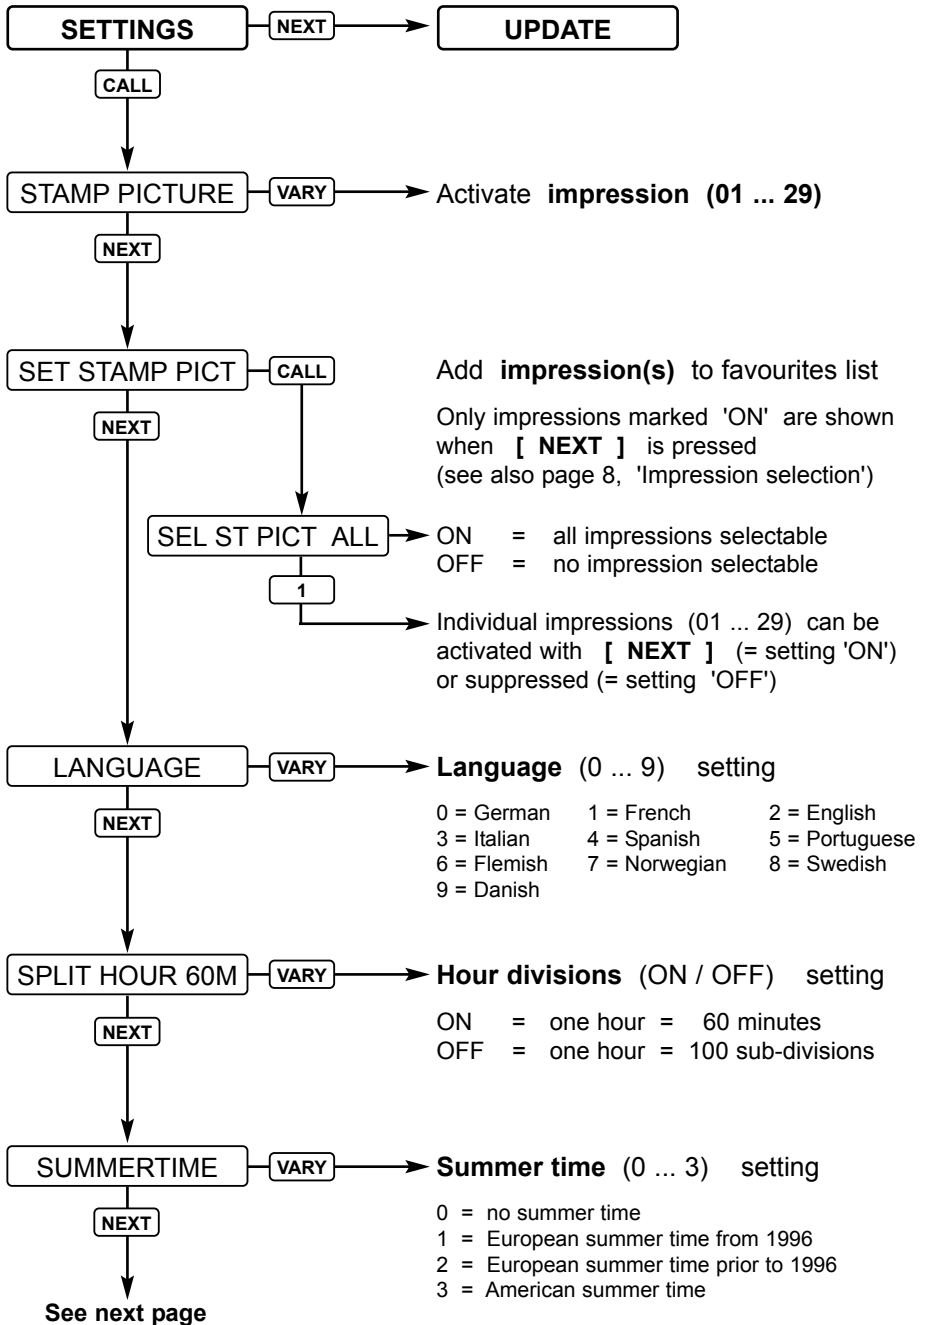 SETTINGS NEXT UPDATE
CALL
STAMP PICTURE VARY Activate impression (01 ... 29)
NEXT
SET STAMP PICT CALL Add impression(s) to favourites list
NEXT
Only impressions marked 'ON' are shown
when [ NEXT ] is pressed
(see also page 8, 'Impression selection')
SEL ST PICT ALL ON = all impressions selectable
OFF = no impression selectable
1
Individual impressions (01 ... 29) can be
activated with [ NEXT ] (= setting 'ON')
or suppressed (= setting 'OFF')
LANGUAGE VARY Language (0 ... 9) setting
NEXT
0 = German 1 = French 2 = English
3 = Italian 4 = Spanish 5 = Portuguese
6 = Flemish 7 = Norwegian 8 = Swedish
9 = Danish
SPLIT HOUR 60M VARY Hour divisions (ON / OFF) setting
NEXT
ON = one hour = 60 minutes
OFF = one hour = 100 sub-divisions
SUMMERTIME VARY Summer time (0 ... 3) setting
NEXT
0 = no summer time
1 = European summer time from 1996
2 = European summer time prior to 1996
3 = American summer time
See next page